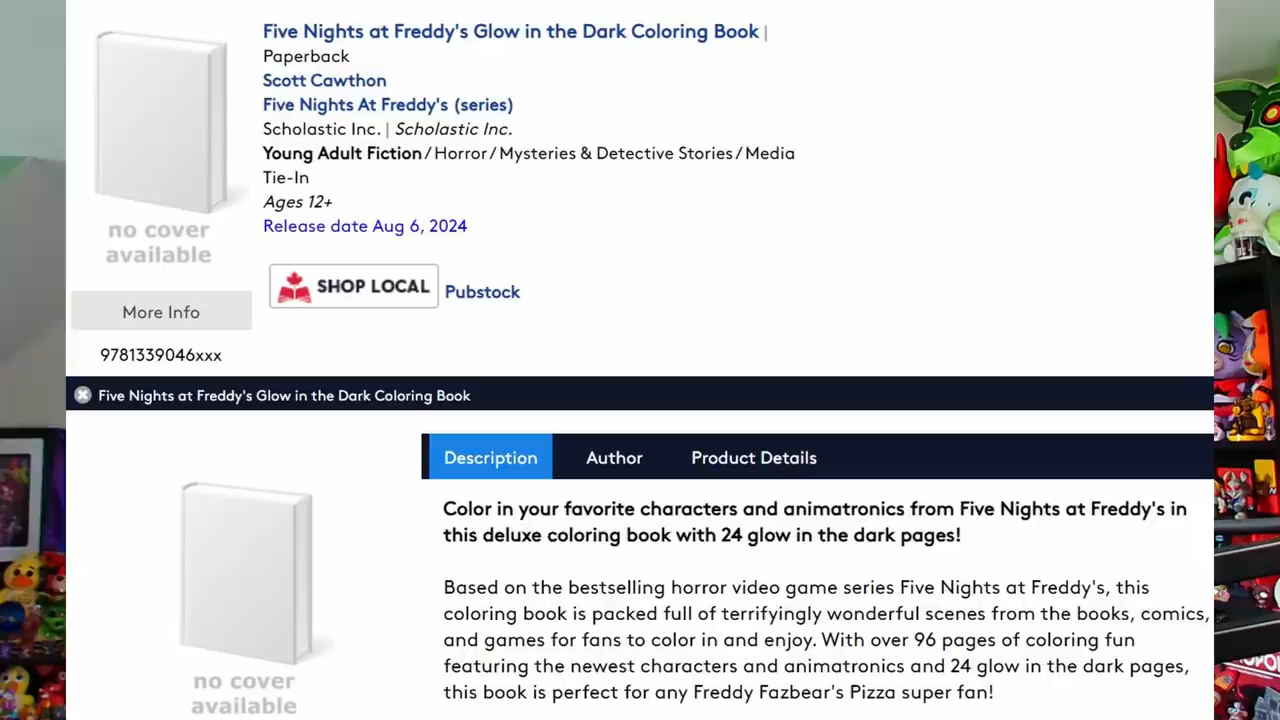 Five Nights at Freddy's Glow in the Dark Coloring Book |
Paperback
Scott Cawthon
Five Nights At Freddy's (series)
Scholastic Inc. | Scholastic Inc.
Young Adult Fiction / Horror / Mysteries & Detective Stories / Media
Tie-In
Ages 12+
Release date Aug 6, 2024
no cover
available
SHOP LOCAL
Pubstock
More Info
9781339046xxx
Five Nights at Freddy's Glow in the Dark Coloring Book
Description
Author
Product Details
no cover
available
Color in your favorite characters and animatronics from Five Nights at Freddy's in
this deluxe coloring book with 24 glow in the dark pages!
Based on the bestselling horror video game series Five Nights at Freddy's, this
coloring book is packed full of terrifyingly wonderful scenes from the books, comics,
and games for fans to color in and enjoy. With over 96 pages of coloring fun
featuring the newest characters and animatronics and 24 glow in the dark pages,
this book is perfect for any Freddy Fazbear's Pizza super fan!